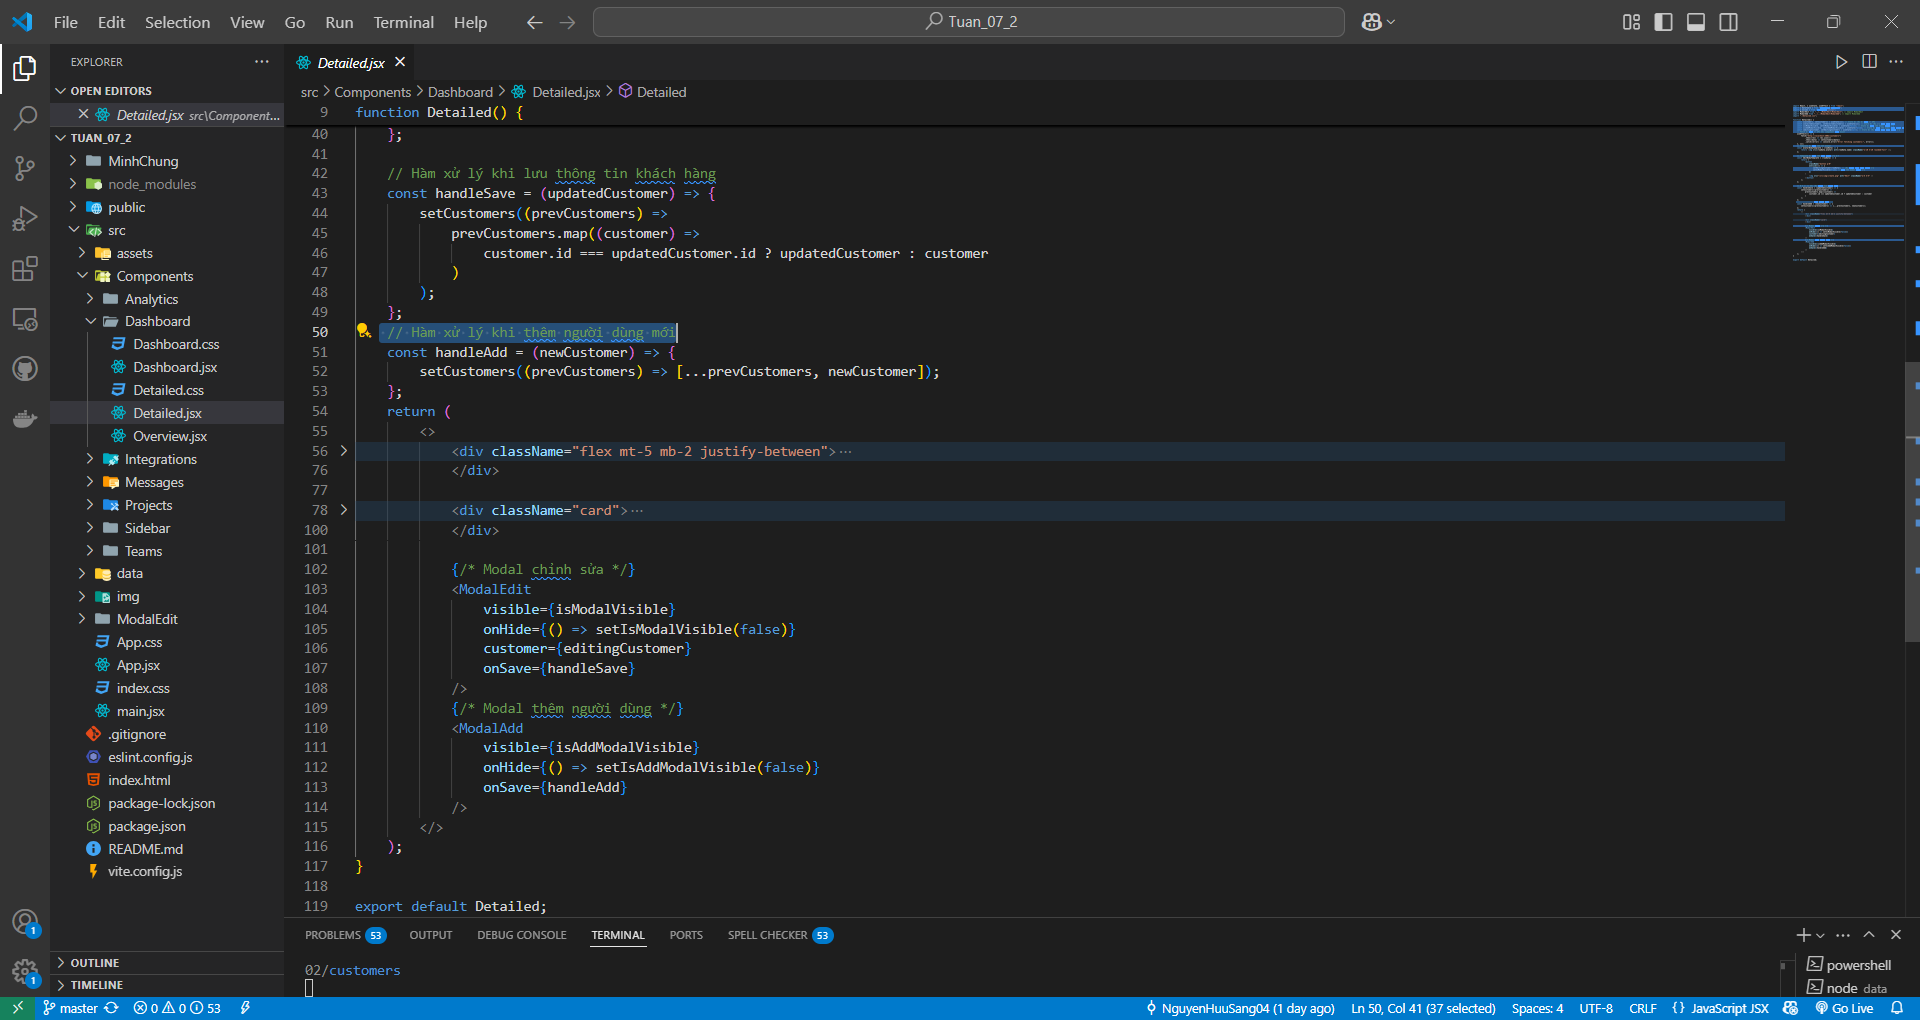 File Edit Selection View Go Run Terminal Help
Tuan_07_2
EXPLORER
OPEN EDITORS
Detailed.jsx src\Component...
TUAN_07_2
MinhChung
node_modules
public
src
assets
Components
Analytics
Dashboard
Dashboard.css
Dashboard.jsx
Detailed.css
Detailed.jsx
Overview.jsx
Integrations
Messages
Projects
Sidebar
Teams
data
img
ModalEdit
App.css
App.jsx
index.css
main.jsx
.gitignore
eslint.config.js
index.html
package-lock.json
package.json
README.md
vite.config.js
OUTLINE
TIMELINE
Detailed.jsx
src > Components > Dashboard > Detailed.jsx > Detailed
9 function Detailed() {
40 };
41
42 // Hàm xử lý khi lưu thông tin khách hàng
43 const handleSave = (updatedCustomer) => {
44 setCustomers((prevCustomers) =>
45 prevCustomers.map((customer) =>
46 customer.id === updatedCustomer.id ? updatedCustomer : customer
47 )
48 );
49 };
50 // Hàm xử lý khi thêm người dùng mới
51 const handleAdd = (newCustomer) => {
52 setCustomers((prevCustomers) => [...prevCustomers, newCustomer]);
53 };
54 return (
55 <>
56 <div className="flex mt-5 mb-2 justify-between">···
76 </div>
77
78 <div className="card">···
100 </div>
101
102 {/* Modal chỉnh sửa */}
103 <ModalEdit
104 visible={isModalVisible}
105 onHide={() => setIsModalVisible(false)}
106 customer={editingCustomer}
107 onSave={handleSave}
108 />
109 {/* Modal thêm người dùng */}
110 <ModalAdd
111 visible={isAddModalVisible}
112 onHide={() => setIsAddModalVisible(false)}
113 onSave={handleAdd}
114 />
115 </>
116 );
117 }
118
119 export default Detailed;
PROBLEMS 53 OUTPUT DEBUG CONSOLE TERMINAL PORTS SPELL CHECKER 53
02/customers
powershell
node data
1
1
master 0 0 53 NguyenHuuSang04 (1 day ago) Ln 50, Col 41 (37 selected) Spaces: 4 UTF-8 CRLF { } JavaScript JSX Go Live